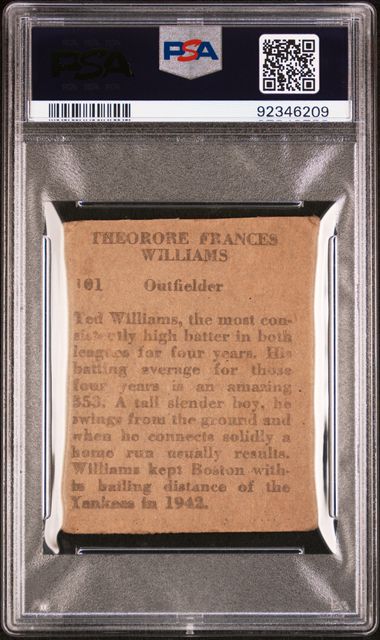 PSA
PSA
92346209
THEORORE FRANCES
WILLIAMS
101 Outfielder
Ted Williams, the most con-
sistently high batter in both
leagues for four years. His
batting average for those
four years is an amazing
353. A tall slender boy, he
swings from the ground and
when he connects solidly a
home run usually results.
Williams kept Boston with-
in hailing distance of the
Yankees in 1942.